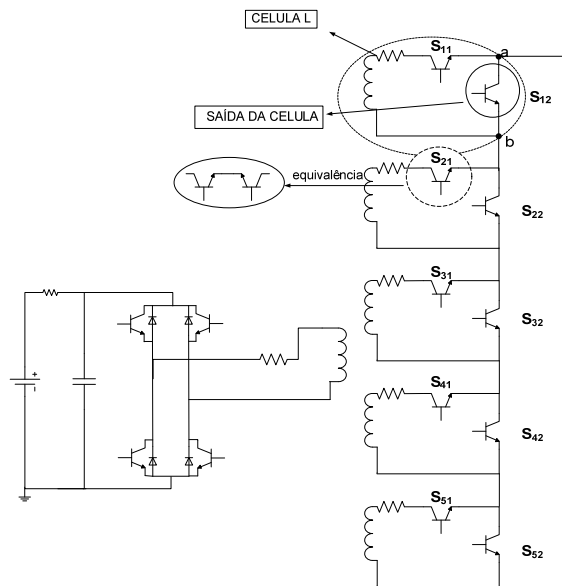 CELULA L
S11
a
S12
SAÍDA DA CELULA
b
S21
equivalência
S22
S31
S32
+
-
S41
S42
S51
S52